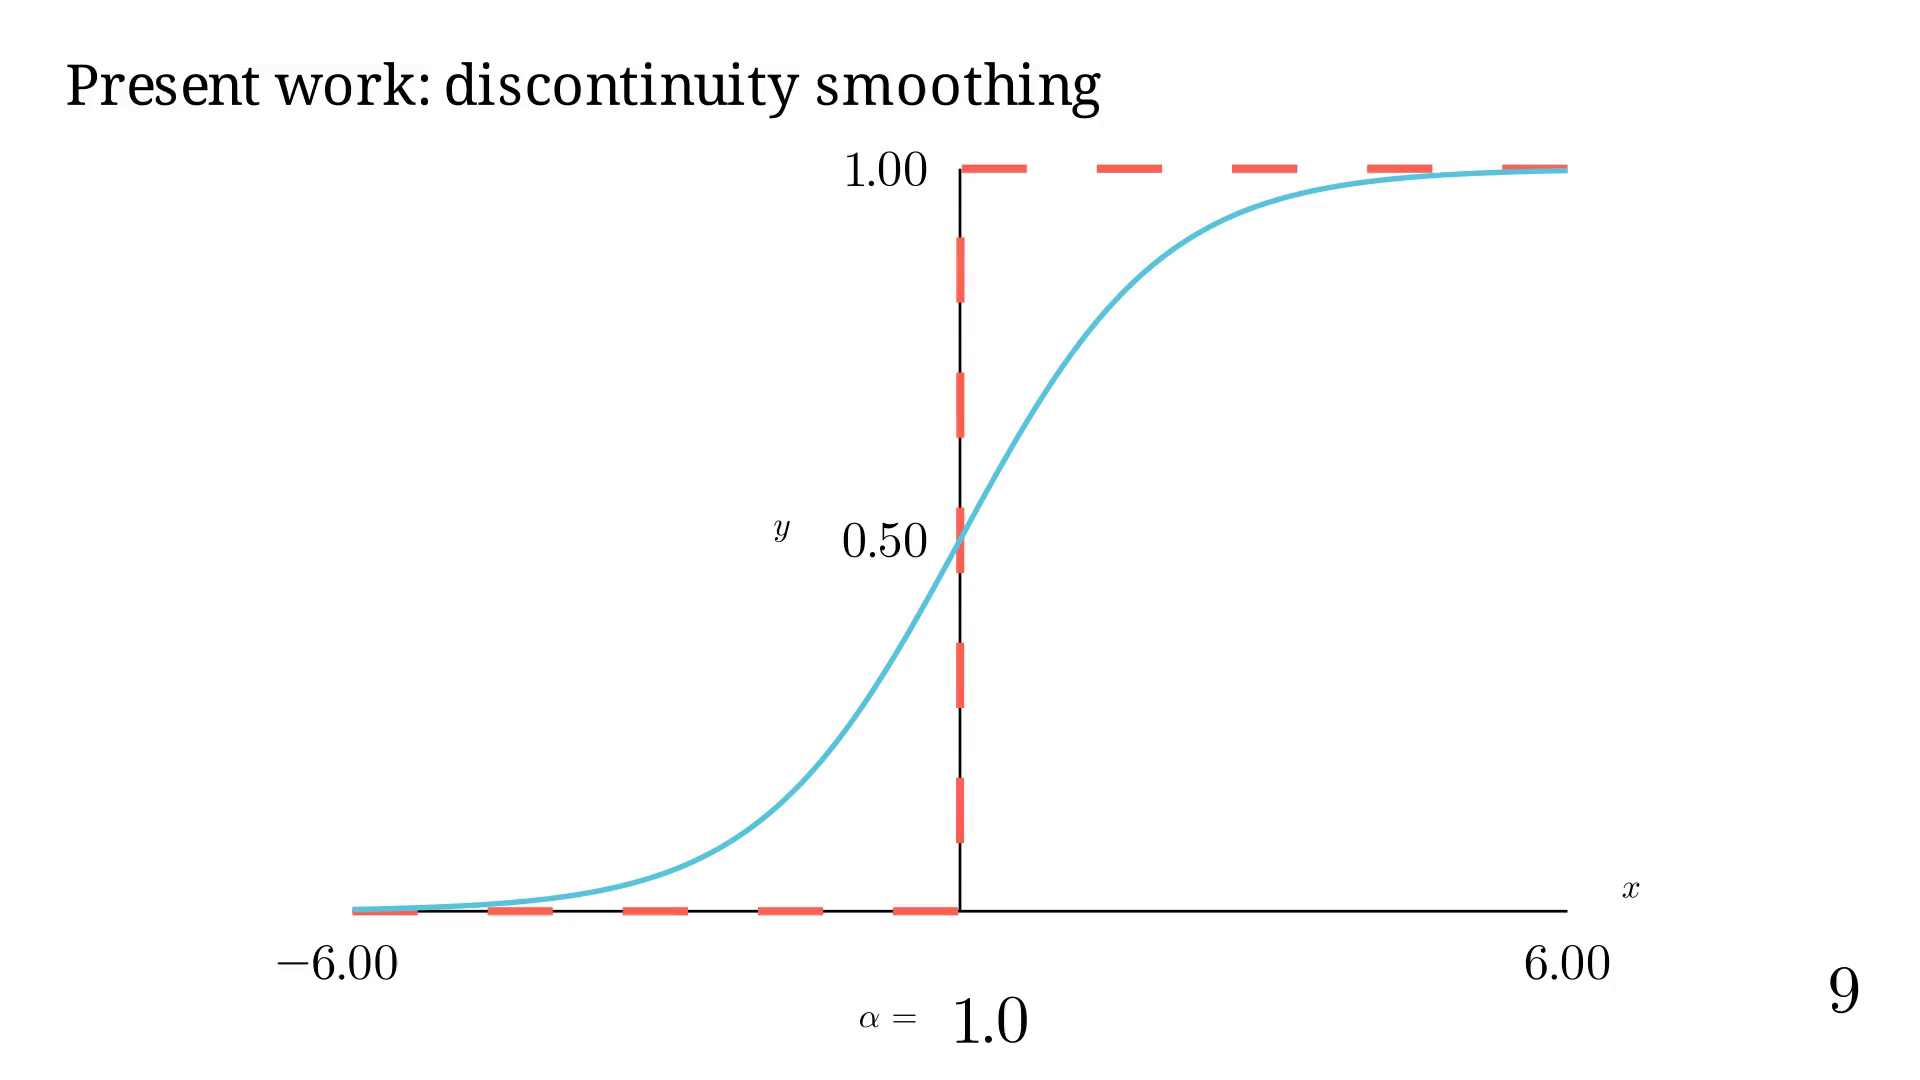 Present work: discontinuity smoothing
1.00
y 0.50
x
−6.00 6.00
α = 1.0
9